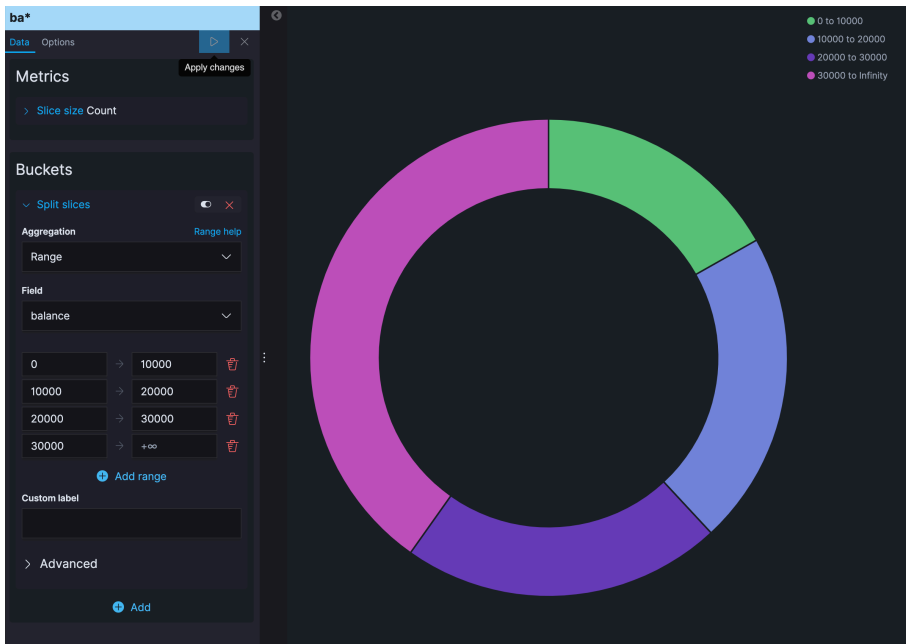 ba*
Data Options
Apply changes
Metrics
Slice size Count
Buckets
Split slices
Aggregation Range help
Range
Field
balance
0 → 10000
10000 → 20000
20000 → 30000
30000 → +∞
Add range
Custom label
Advanced
Add
0 to 10000
10000 to 20000
20000 to 30000
30000 to Infinity